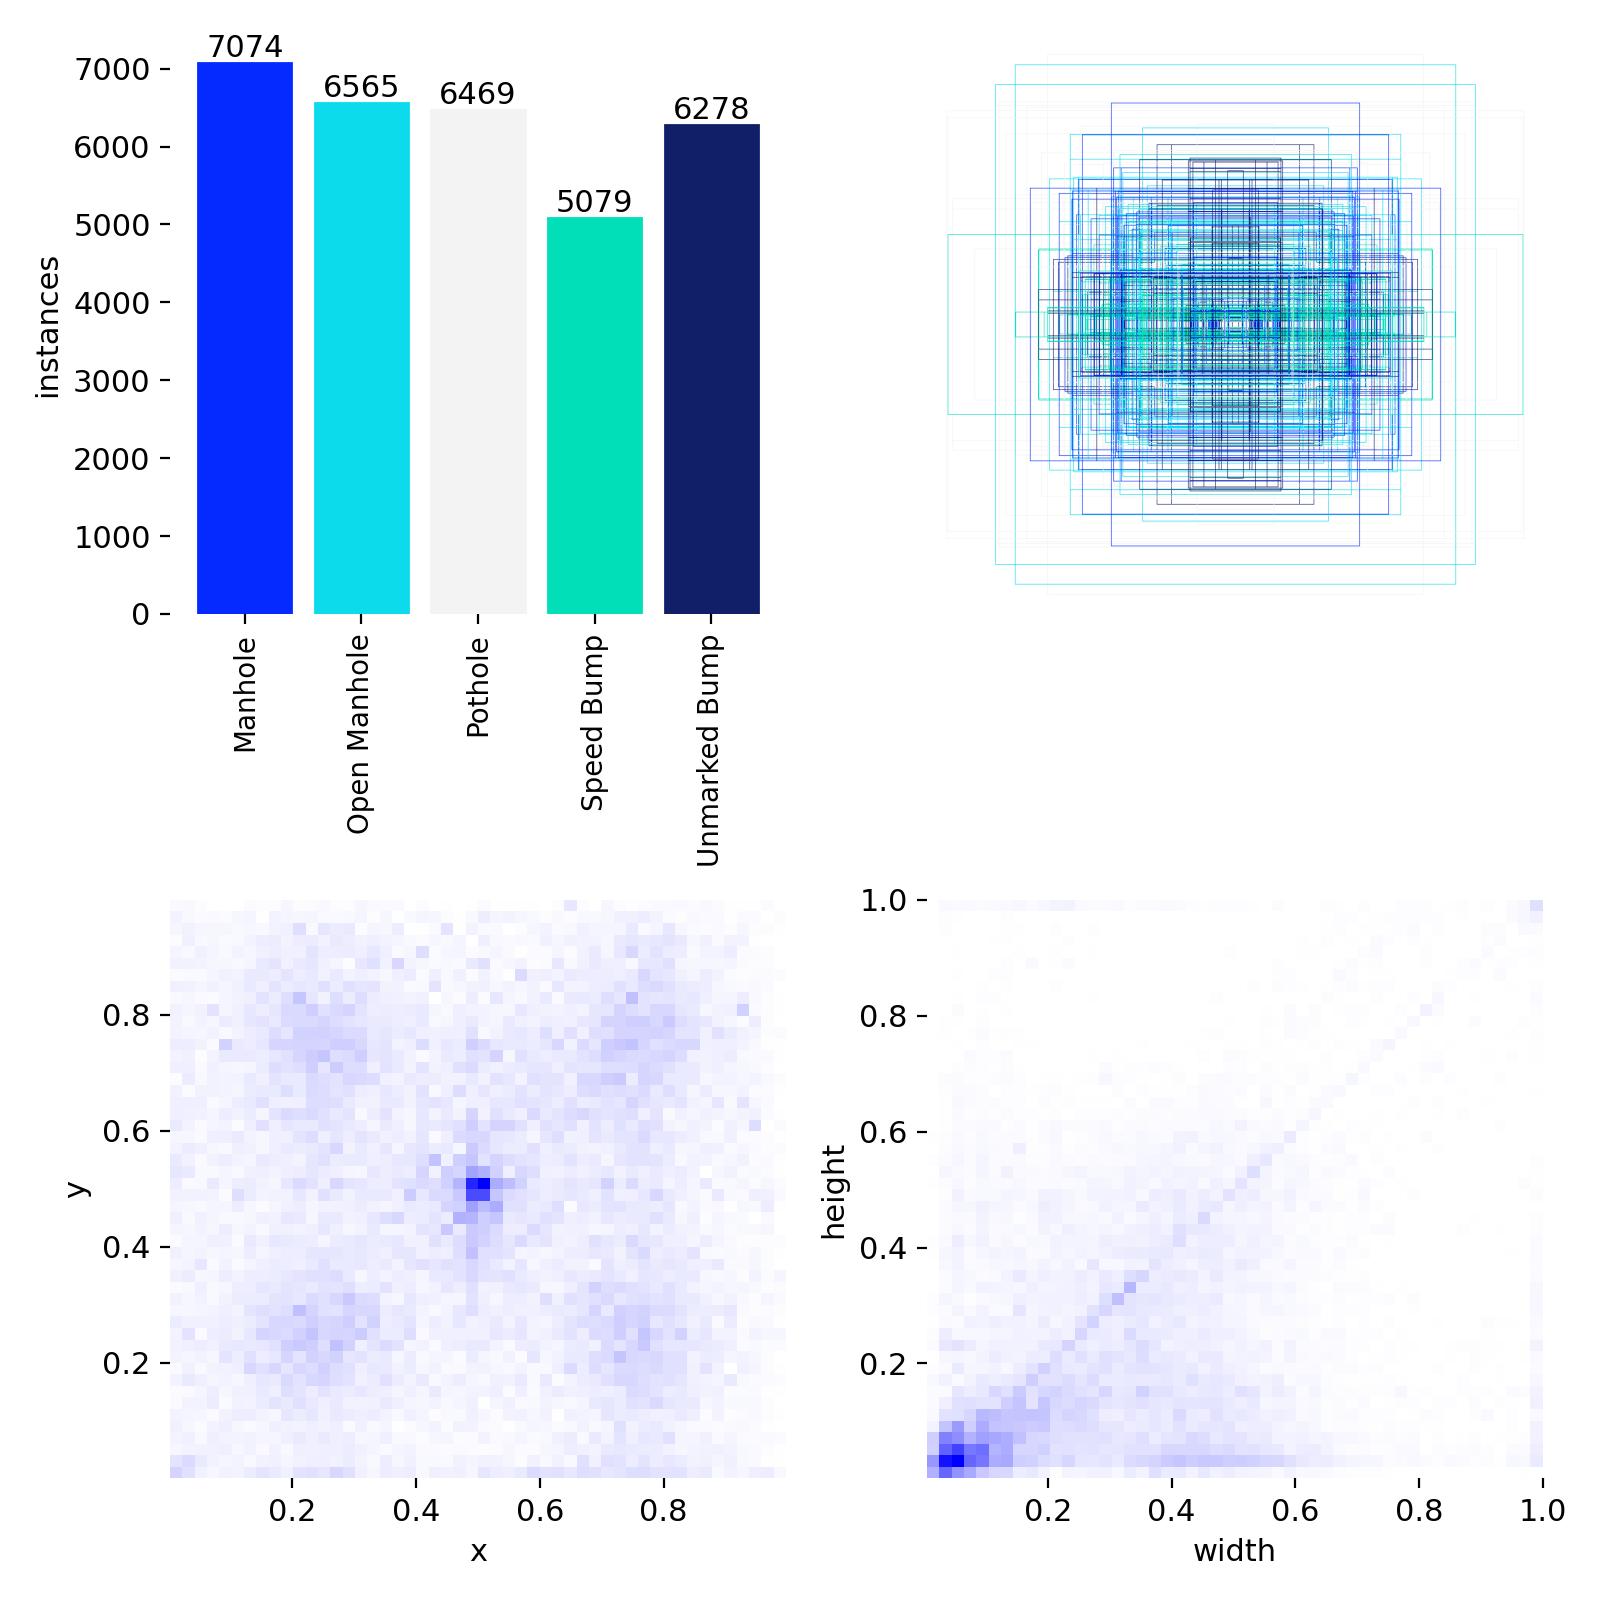 7074
6565
6469
5079
6278
7000
6000
5000
4000
3000
2000
1000
0
instances
Manhole
Open Manhole
Pothole
Speed Bump
Unmarked Bump
0.8
0.6
0.4
0.2
y
0.2 0.4 0.6 0.8
x
1.0
0.8
0.6
0.4
0.2
height
0.2 0.4 0.6 0.8 1.0
width